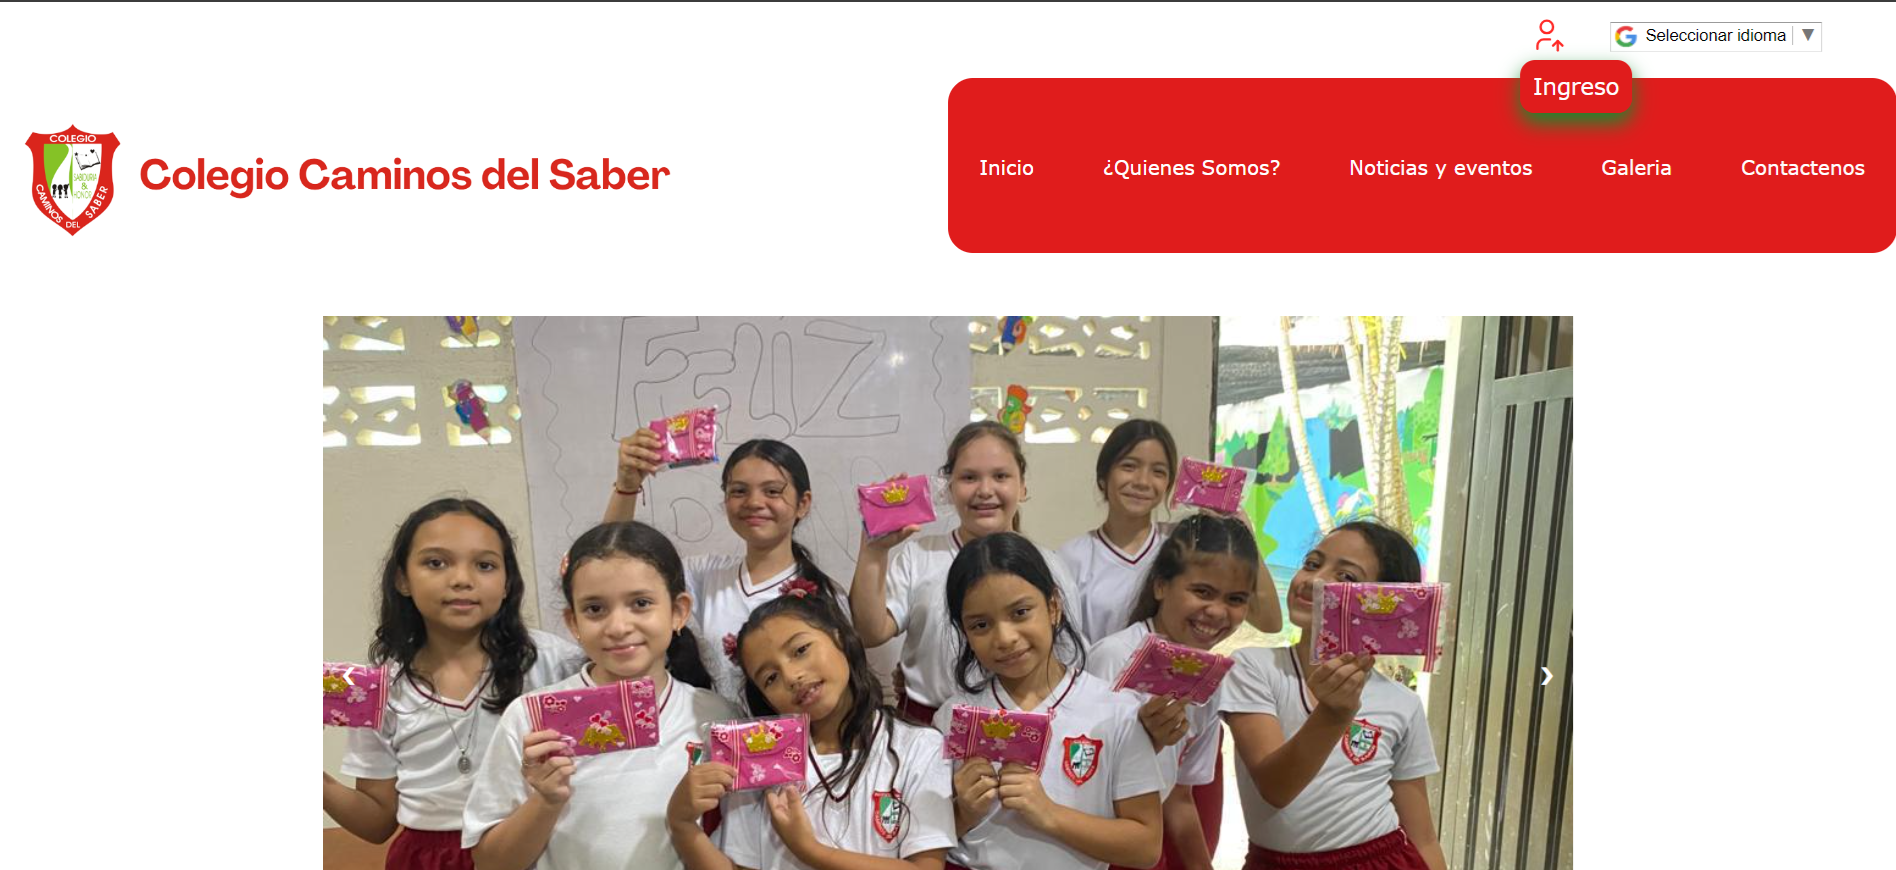 Seleccionar idioma
Ingreso
COLEGIO
SABIDURIA
&
HONOR
CAMINOS DEL SABER
Colegio Caminos del Saber
Inicio
¿Quienes Somos?
Noticias y eventos
Galeria
Contactenos
FELIZ